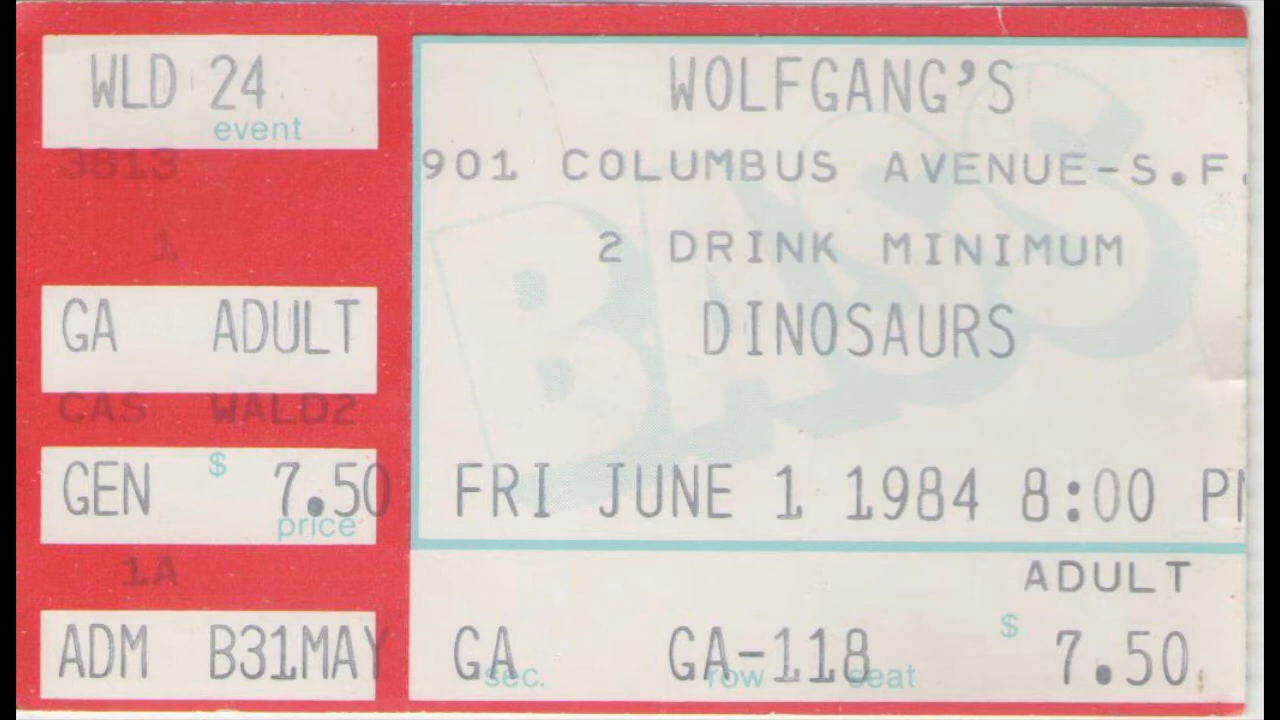 WLD 24
event
3813
1
GA ADULT
CAS WALD2
GEN $ 7.50
price
1A
ADM B31MAY
BASS
WOLFGANG'S
901 COLUMBUS AVENUE-S.F.
2 DRINK MINIMUM
DINOSAURS
FRI JUNE 1 1984 8:00 PM
ADULT
GA GA-118 $ 7.50
sec. row seat